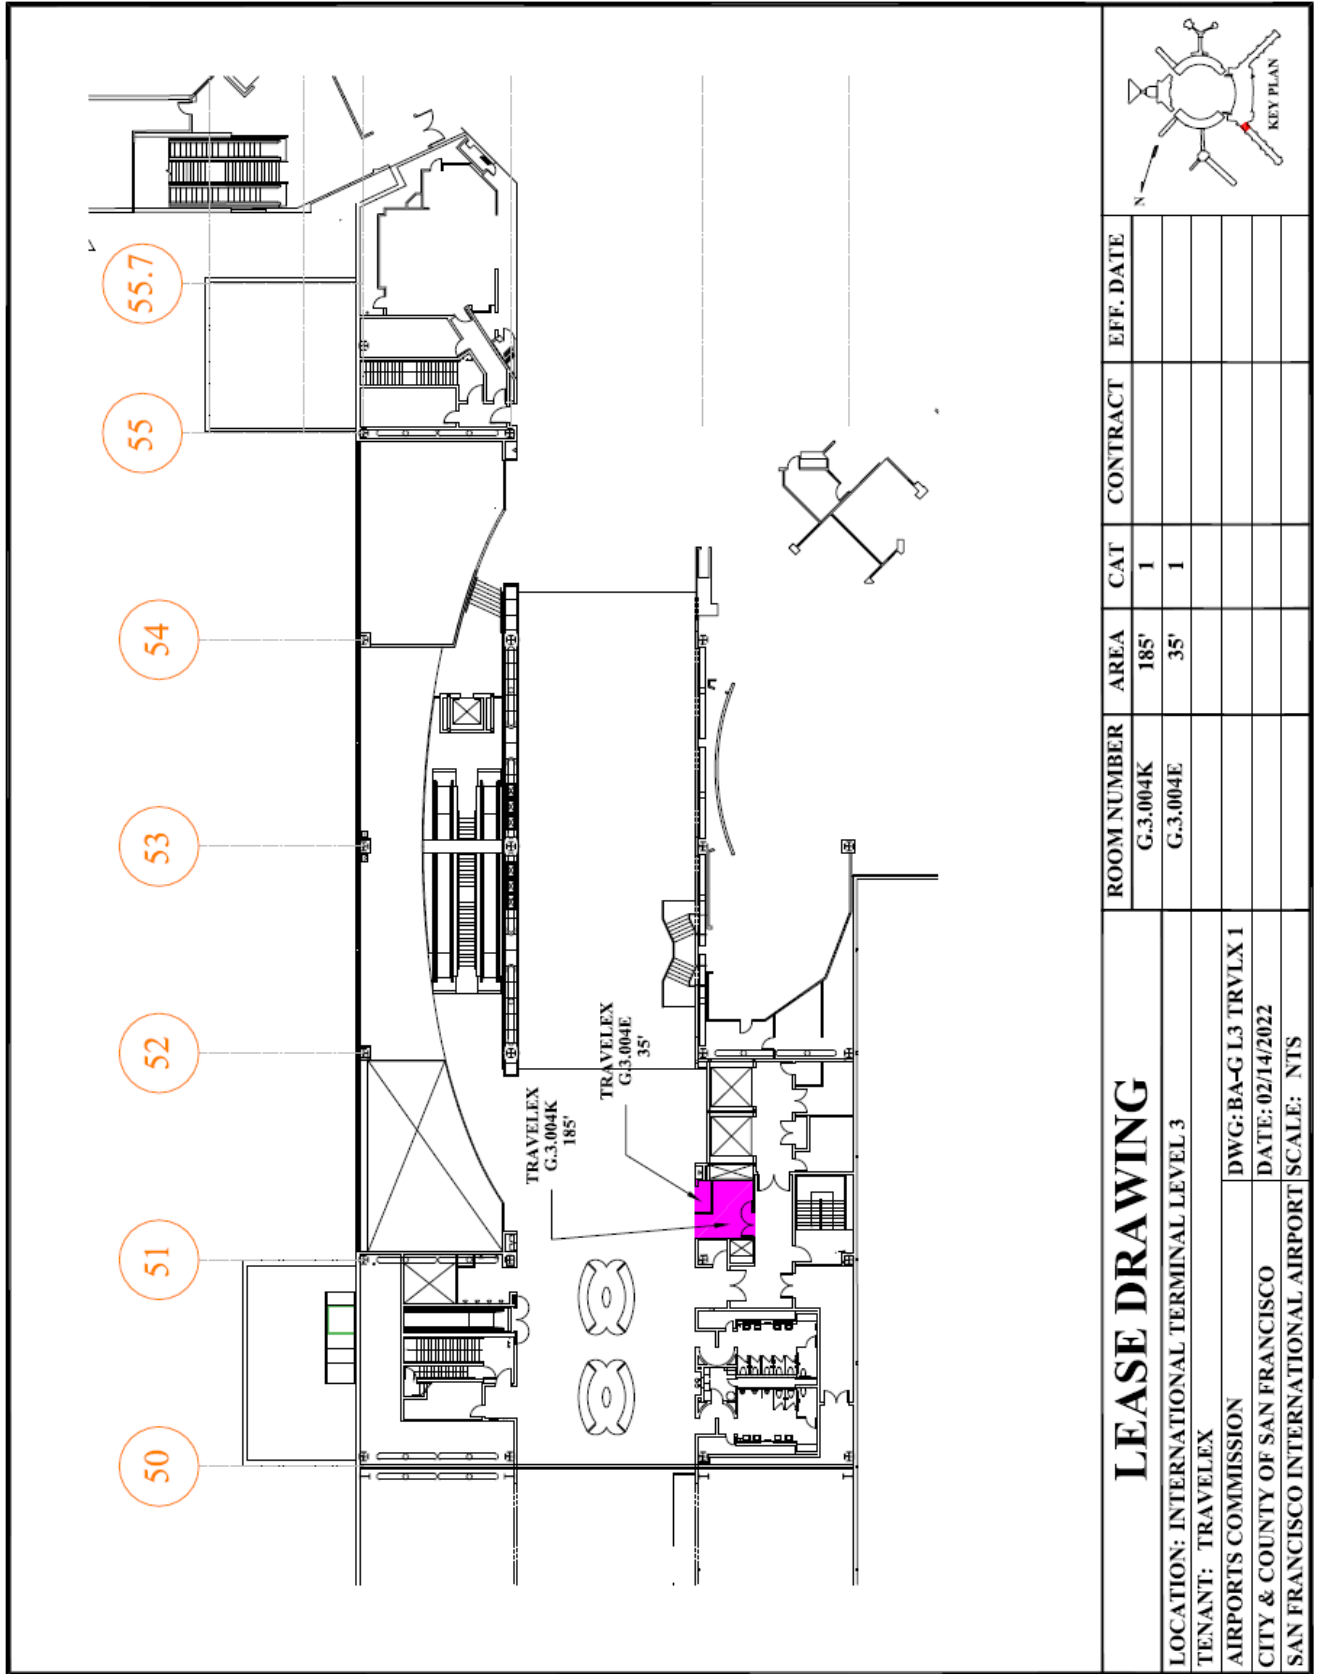 50
51
52
53
54
55
55.7
TRAVELEX
G.3.004K
185'
TRAVELEX
G.3.004E
35'
LEASE DRAWING
LOCATION: INTERNATIONAL TERMINAL LEVEL 3
TENANT: TRAVELEX
AIRPORTS COMMISSION
DWG: BA-G L3 TRVLX 1
CITY & COUNTY OF SAN FRANCISCO
DATE: 02/14/2022
SAN FRANCISCO INTERNATIONAL AIRPORT
SCALE: NTS
ROOM NUMBER AREA CAT CONTRACT EFF. DATE
G.3.004K 185' 1
G.3.004E 35' 1
N
KEY PLAN